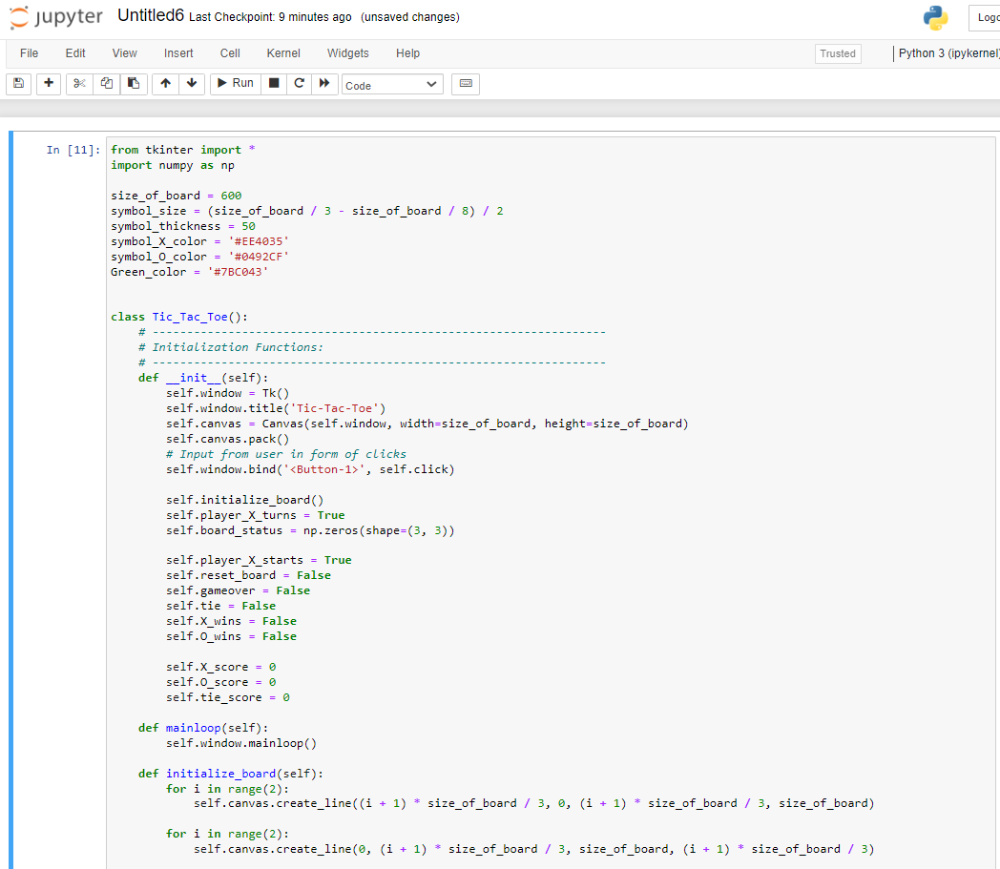 jupyter Untitled6 Last Checkpoint: 9 minutes ago (unsaved changes)
File Edit View Insert Cell Kernel Widgets Help Trusted Python 3 (ipykernel)
Run Code
In [11]: from tkinter import *
import numpy as np

size_of_board = 600
symbol_size = (size_of_board / 3 - size_of_board / 8) / 2
symbol_thickness = 50
symbol_X_color = '#EE4035'
symbol_O_color = '#0492CF'
Green_color = '#7BC043'


class Tic_Tac_Toe():
    # ------------------------------------------------------------------
    # Initialization Functions:
    # ------------------------------------------------------------------
    def __init__(self):
        self.window = Tk()
        self.window.title('Tic-Tac-Toe')
        self.canvas = Canvas(self.window, width=size_of_board, height=size_of_board)
        self.canvas.pack()
        # Input from user in form of clicks
        self.window.bind('<Button-1>', self.click)

        self.initialize_board()
        self.player_X_turns = True
        self.board_status = np.zeros(shape=(3, 3))

        self.player_X_starts = True
        self.reset_board = False
        self.gameover = False
        self.tie = False
        self.X_wins = False
        self.O_wins = False

        self.X_score = 0
        self.O_score = 0
        self.tie_score = 0

    def mainloop(self):
        self.window.mainloop()

    def initialize_board(self):
        for i in range(2):
            self.canvas.create_line((i + 1) * size_of_board / 3, 0, (i + 1) * size_of_board / 3, size_of_board)

        for i in range(2):
            self.canvas.create_line(0, (i + 1) * size_of_board / 3, size_of_board, (i + 1) * size_of_board / 3)